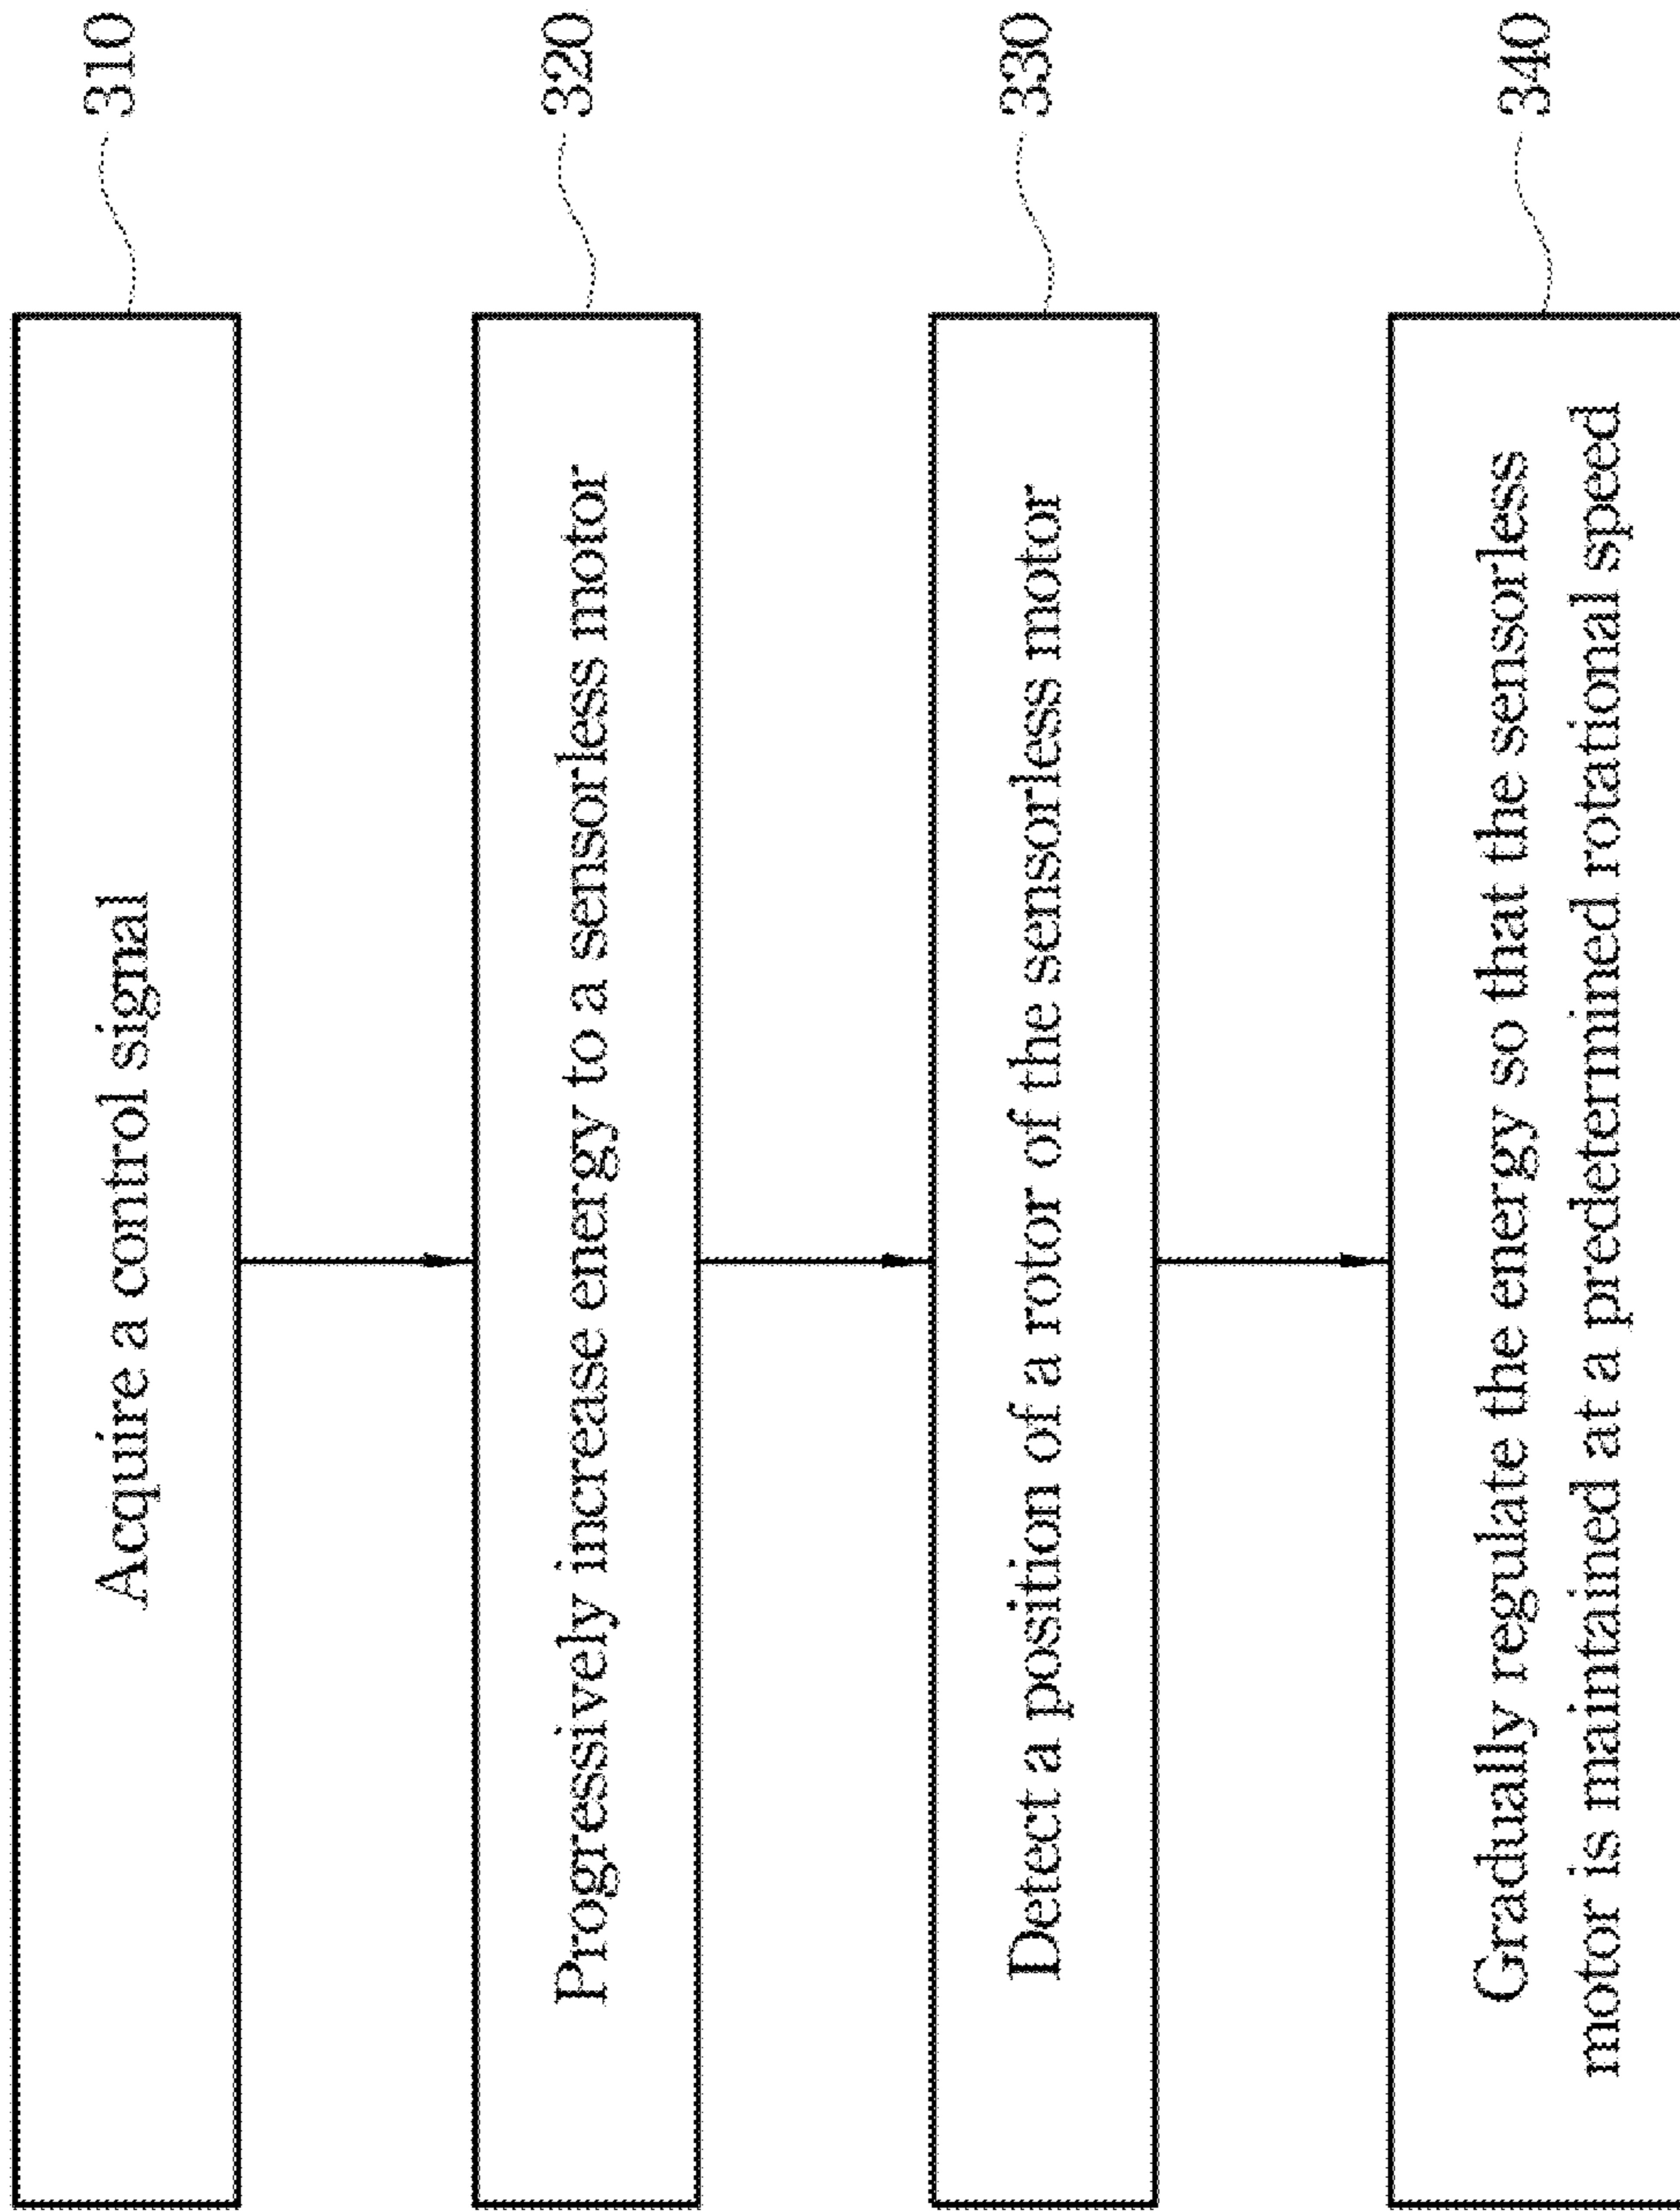 Acquire a control signal
310
Progressively increase energy to a sensorless motor
320
Detect a position of a rotor of the sensorless motor
330
Gradually regulate the energy so that the sensorless
motor is maintained at a predetermined rotational speed
340